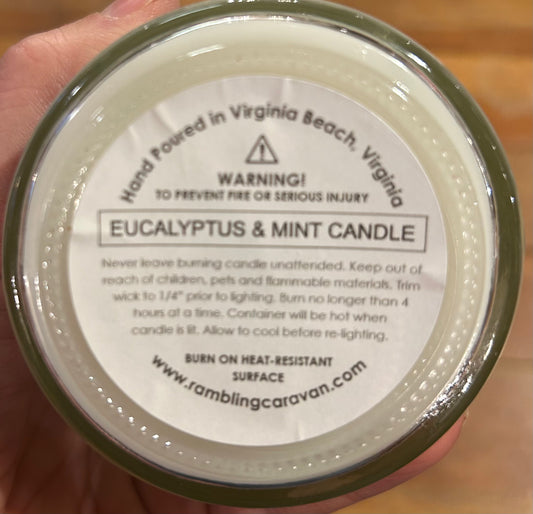 Hand Poured in Virginia Beach, Virginia
WARNING!
TO PREVENT FIRE OR SERIOUS INJURY
EUCALYPTUS & MINT CANDLE
Never leave burning candle unattended. Keep out of
reach of children, pets and flammable materials. Trim
wick to 1/4" prior to lighting. Burn no longer than 4
hours at a time. Container will be hot when
candle is lit. Allow to cool before re-lighting.
BURN ON HEAT-RESISTANT
SURFACE
www.ramblingcaravan.com